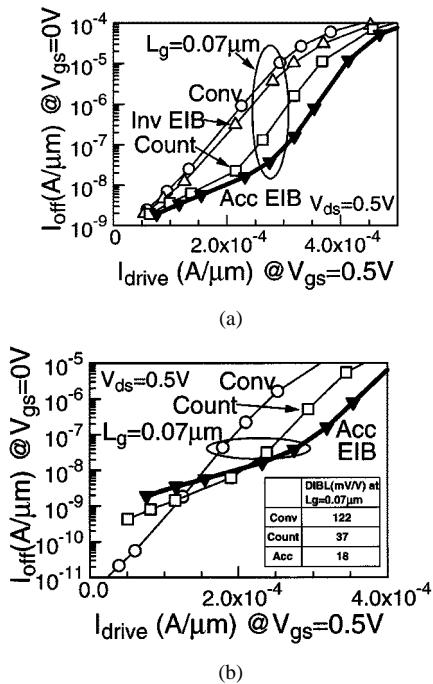 I_off(A/μm) @V_gs=0V
10^-4
10^-5
10^-6
10^-7
10^-8
10^-9
L_g=0.07μm
Conv
Inv EIB
Count
Acc EIB
V_ds=0.5V
2.0x10^-4
4.0x10^-4
I_drive (A/μm) @V_gs=0.5V
(a)
I_off(A/μm) @V_gs=0V
10^-5
10^-6
10^-7
10^-8
10^-9
10^-10
10^-11
V_ds=0.5V
Conv
Count
L_g=0.07μm
Acc
EIB
DIBL(mV/V) at
Lg=0.07μm
Conv 122
Count 37
Acc 18
0.0
2.0x10^-4
4.0x10^-4
I_drive (A/μm) @V_gs=0.5V
(b)